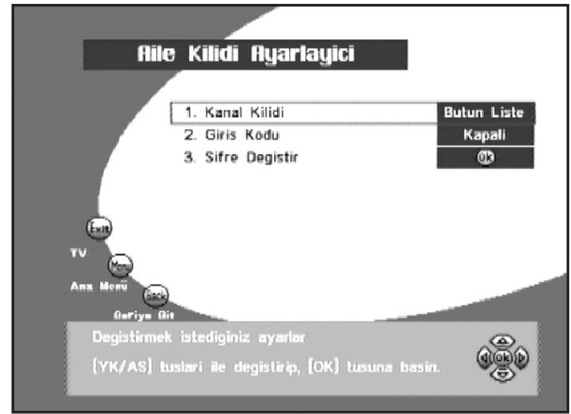 Aile Kilidi Ayarlayici
1. Kanal Kilidi Butun Liste
2. Giris Kodu Kapali
3. Sifre Degistir Ok
Exit
TV
Menu
Ana Menü
Back
Geriye Git
Degistirmek istediginiz ayarlar
[YK/AS] tuslari ile degistirip, [OK] tusuna basin.
Ok